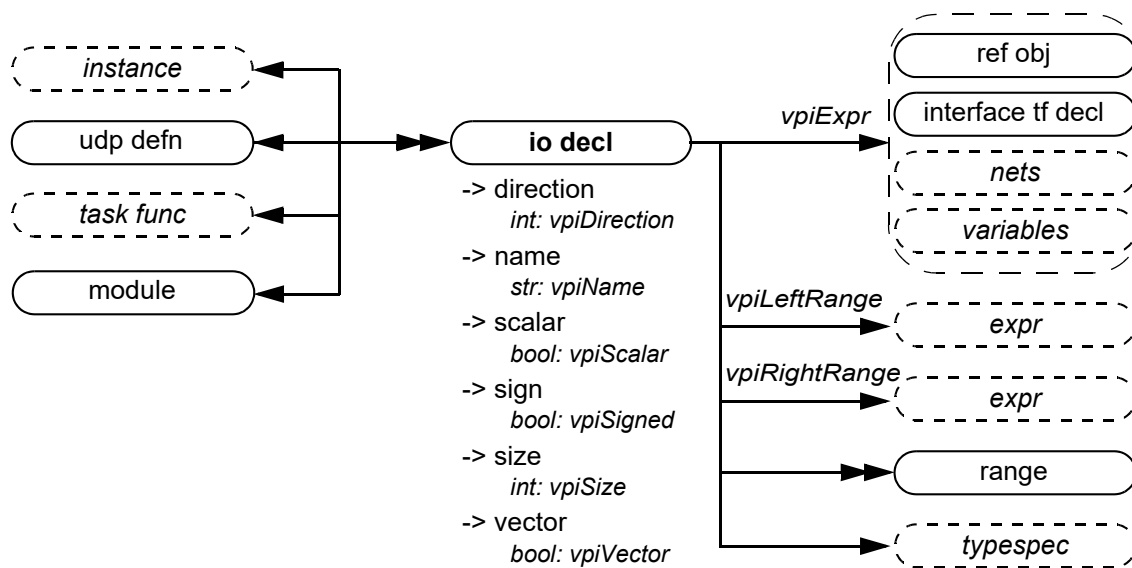 instance
udp defn
task func
module
io decl
-> direction
int: vpiDirection
-> name
str: vpiName
-> scalar
bool: vpiScalar
-> sign
bool: vpiSigned
-> size
int: vpiSize
-> vector
bool: vpiVector
vpiExpr
ref obj
interface tf decl
nets
variables
vpiLeftRange
expr
vpiRightRange
expr
range
typespec